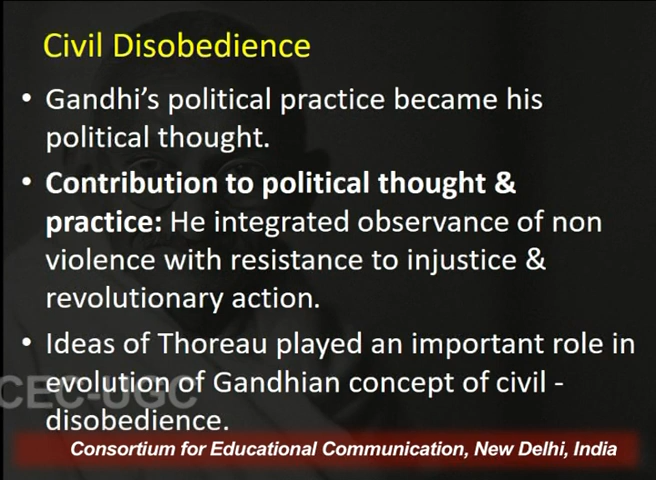 Civil Disobedience
• Gandhi's political practice became his
political thought.
• Contribution to political thought &
practice: He integrated observance of non
violence with resistance to injustice &
revolutionary action.
• Ideas of Thoreau played an important role in
evolution of Gandhian concept of civil -
disobedience.
CEC-UGC
Consortium for Educational Communication, New Delhi, India